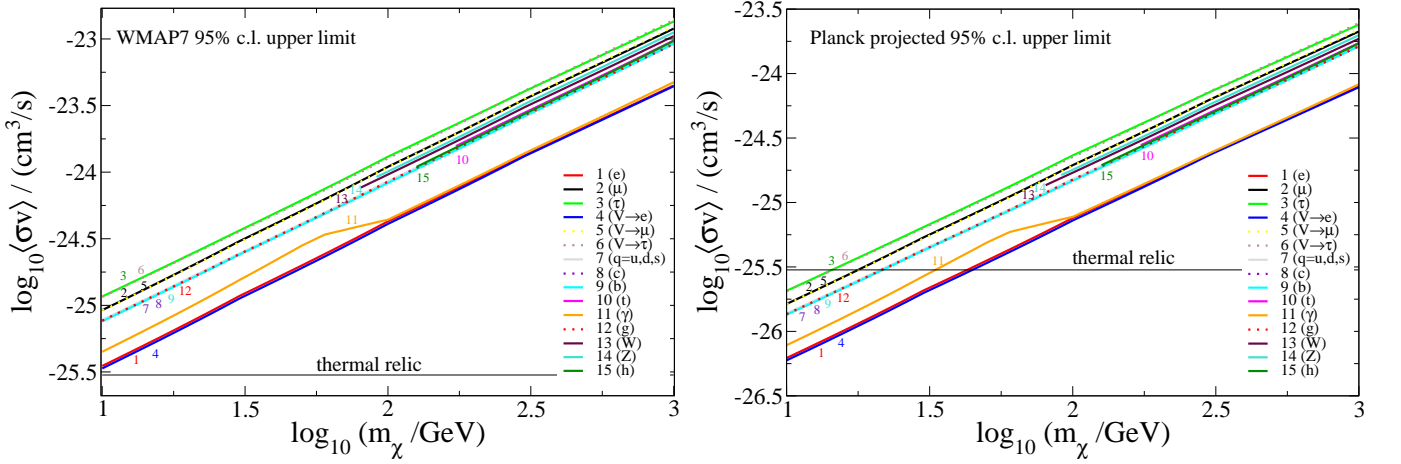 WMAP7 95% c.l. upper limit
log₁₀⟨σv⟩ / (cm³/s)
-23
-23.5
-24
-24.5
-25
-25.5
3
6
2
5
7
8
9
12
1
4
11
13
14
15
10
thermal relic
1 (e)
2 (μ)
3 (τ)
4 (V→e)
5 (V→μ)
6 (V→τ)
7 (q=u,d,s)
8 (c)
9 (b)
10 (t)
11 (γ)
12 (g)
13 (W)
14 (Z)
15 (h)
1 1.5 2 2.5 3
log₁₀ (mχ /GeV)
Planck projected 95% c.l. upper limit
log₁₀⟨σv⟩ / (cm³/s)
-23.5
-24
-24.5
-25
-25.5
-26
-26.5
3
6
2
5
7
8
9
12
1
4
11
13
14
15
10
thermal relic
1 (e)
2 (μ)
3 (τ)
4 (V→e)
5 (V→μ)
6 (V→τ)
7 (q=u,d,s)
8 (c)
9 (b)
10 (t)
11 (γ)
12 (g)
13 (W)
14 (Z)
15 (h)
1 1.5 2 2.5 3
log₁₀ (mχ /GeV)